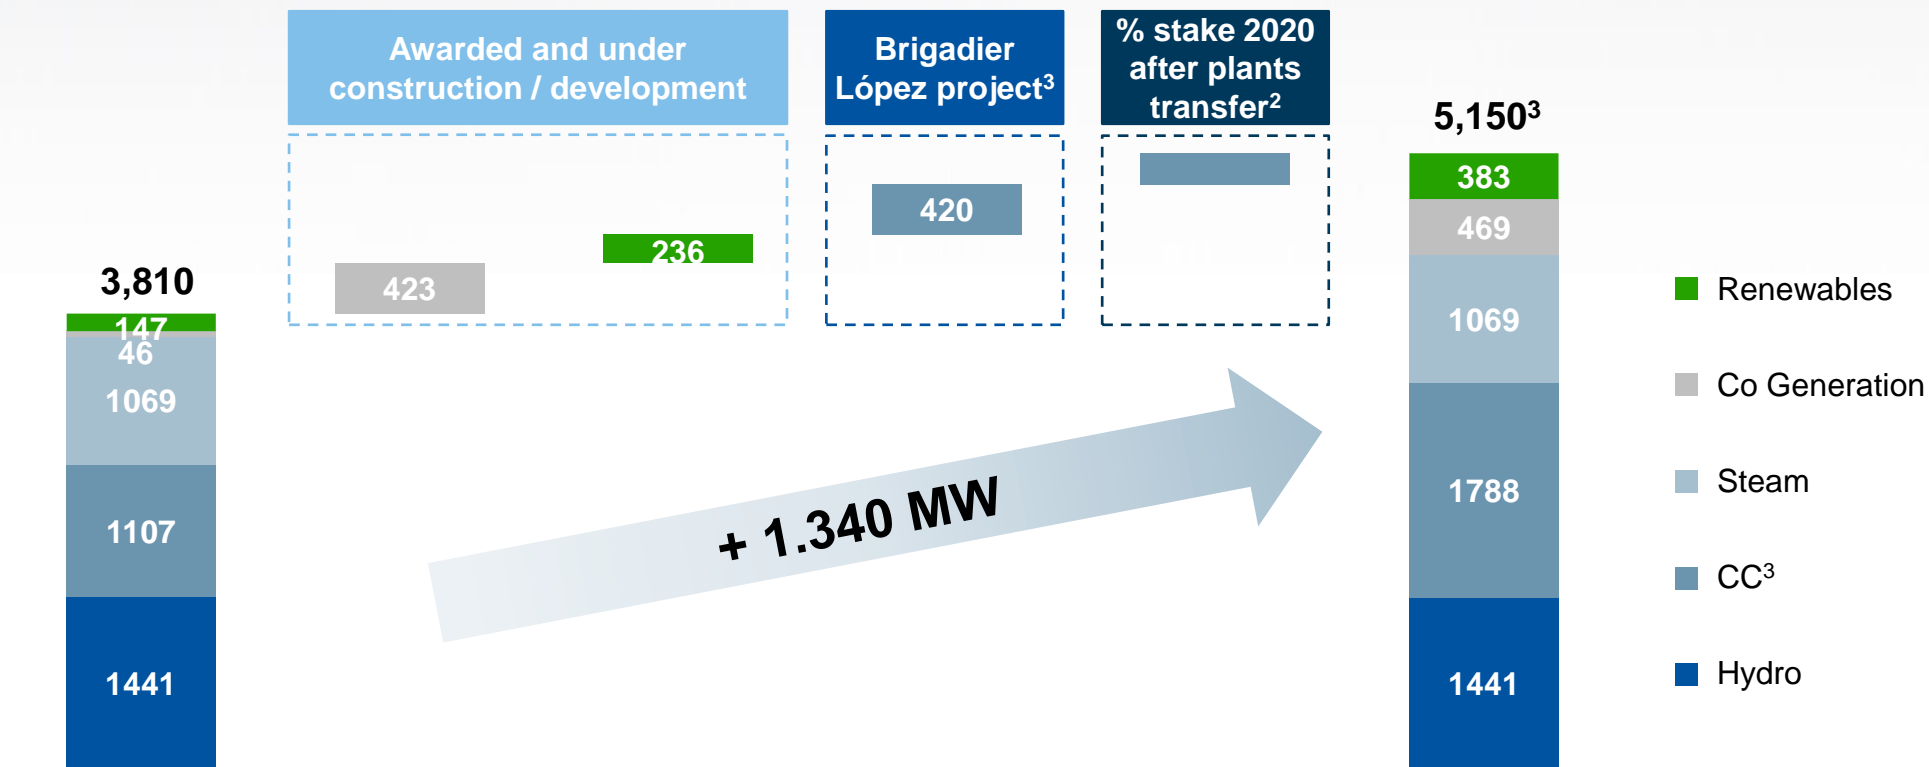 Awarded and under
construction / development
Brigadier
López project³
% stake 2020
after plants
transfer²
3,810
147
46
1069
1107
1441
423
236
420
+ 1.340 MW
5,150³
383
469
1069
1788
1441
Renewables
Co Generation
Steam
CC³
Hydro